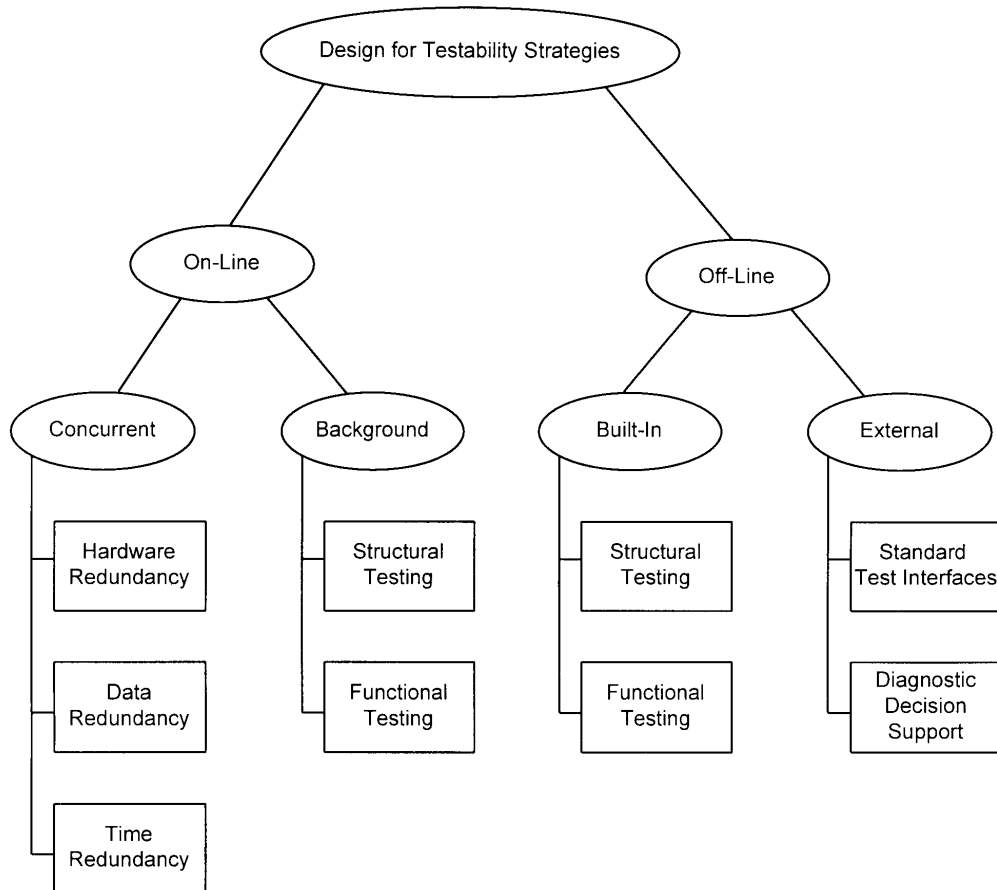 Design for Testability Strategies
On-Line
Off-Line
Concurrent
Background
Built-In
External
Hardware
Redundancy
Structural
Testing
Structural
Testing
Standard
Test Interfaces
Data
Redundancy
Functional
Testing
Functional
Testing
Diagnostic
Decision
Support
Time
Redundancy